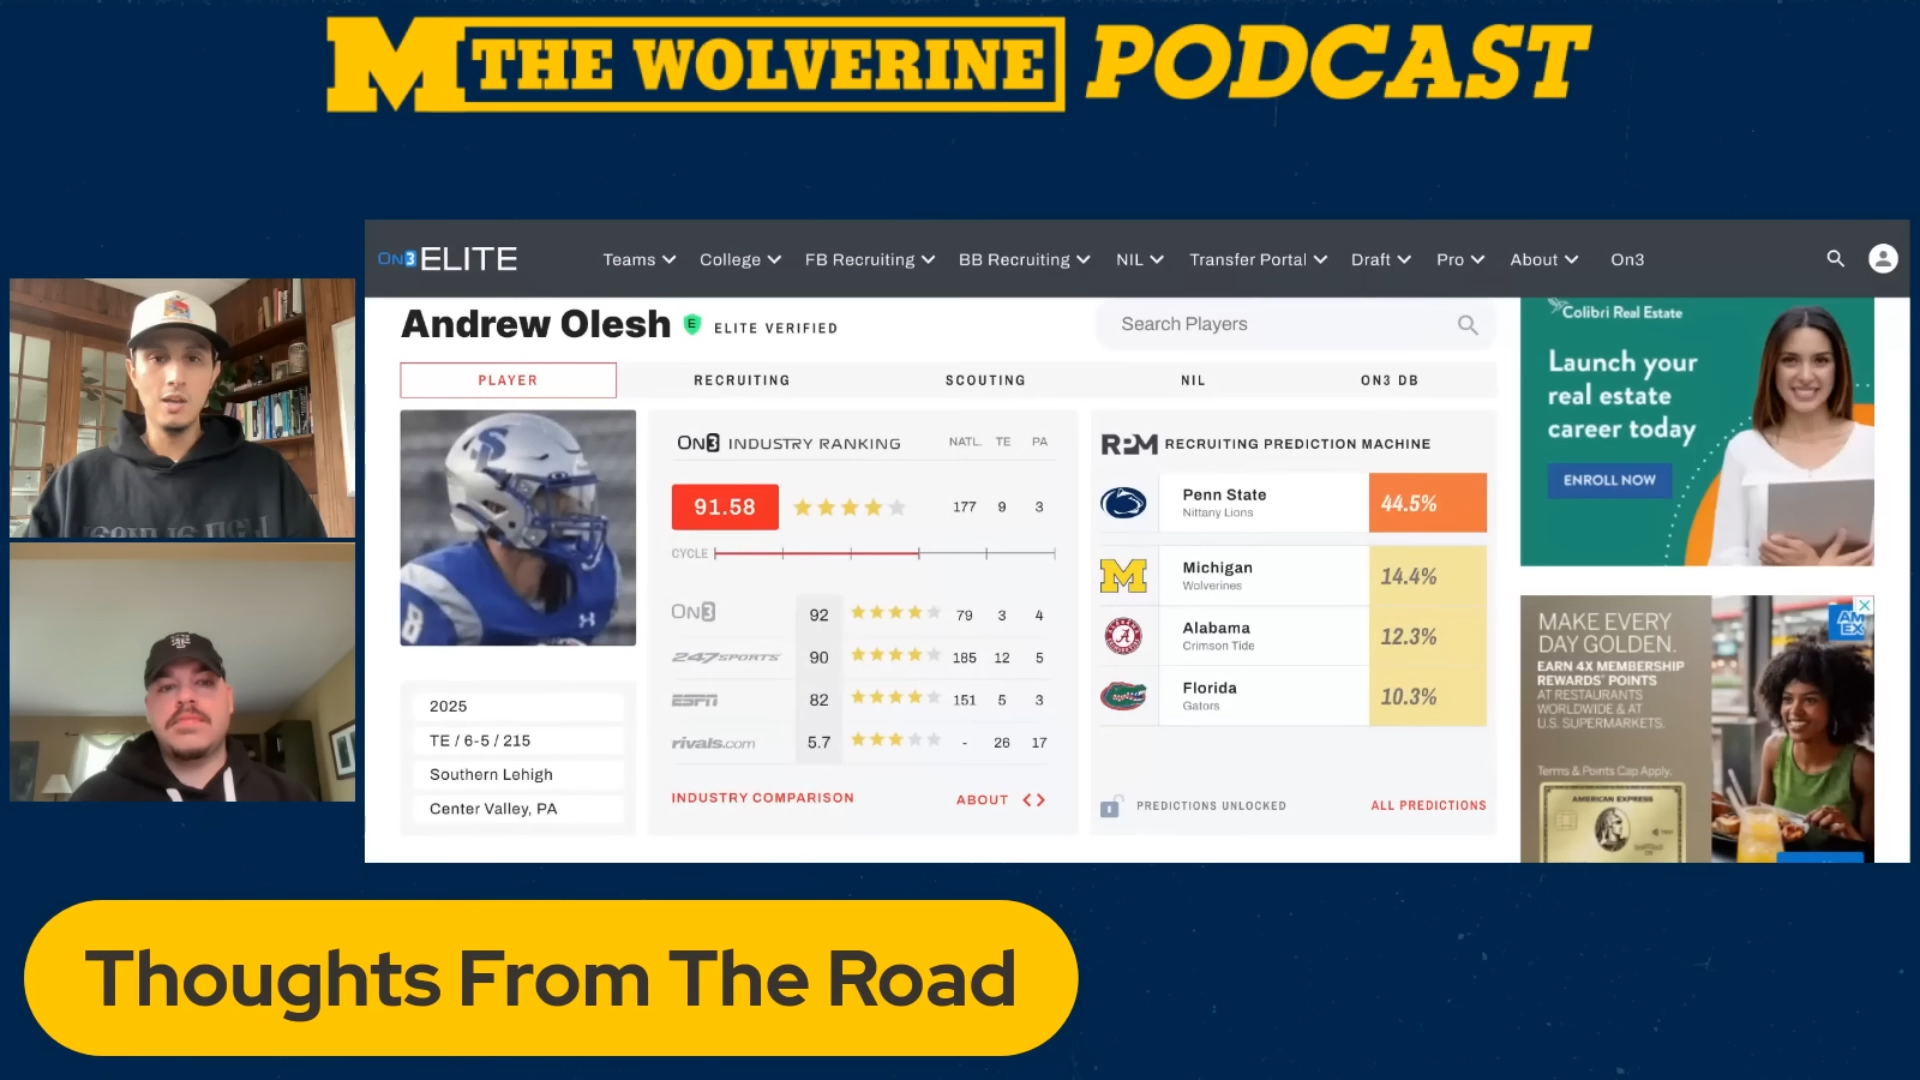 M THE WOLVERINE PODCAST
ON3 ELITE
Teams College FB Recruiting BB Recruiting NIL Transfer Portal Draft Pro About On3
Andrew Olesh E ELITE VERIFIED
Search Players
PLAYER RECRUITING SCOUTING NIL ON3 DB
ON3 INDUSTRY RANKING NATL. TE PA
91.58 177 9 3
CYCLE
ON3 92 79 3 4
247SPORTS 90 185 12 5
ESPN 82 151 5 3
rivals.com 5.7 - 26 17
INDUSTRY COMPARISON ABOUT
2025
TE / 6-5 / 215
Southern Lehigh
Center Valley, PA
RPM RECRUITING PREDICTION MACHINE
Penn State 44.5%
Nittany Lions
M Michigan 14.4%
Wolverines
Alabama 12.3%
Crimson Tide
Florida 10.3%
Gators
PREDICTIONS UNLOCKED ALL PREDICTIONS
Colibri Real Estate
Launch your
real estate
career today
ENROLL NOW
MAKE EVERY
DAY GOLDEN.
EARN 4X MEMBERSHIP
REWARDS® POINTS
AT RESTAURANTS
WORLDWIDE & AT
U.S. SUPERMARKETS.
Terms & Points Cap Apply.
AMERICAN EXPRESS
AM
EX
Thoughts From The Road